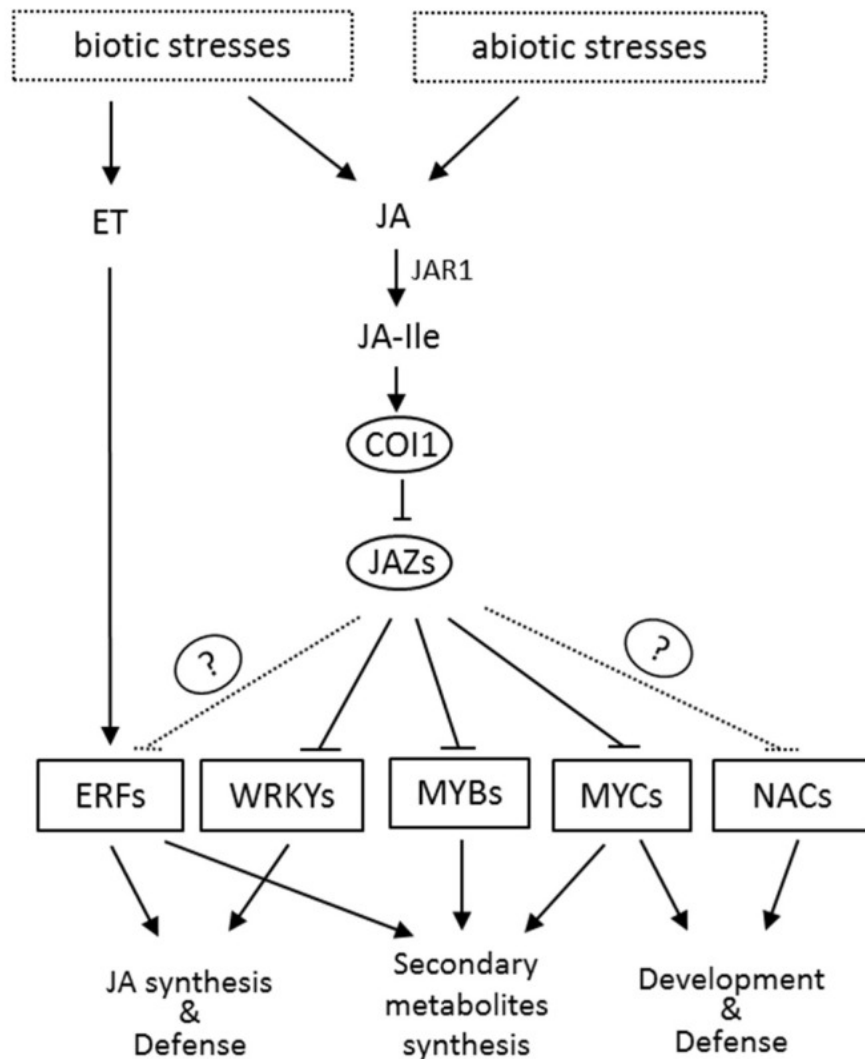 biotic stresses
abiotic stresses
ET
JA
JAR1
JA-Ile
COI1
JAZs
?
?
ERFs
WRKYs
MYBs
MYCs
NACs
JA synthesis
&
Defense
Secondary
metabolites
synthesis
Development
&
Defense